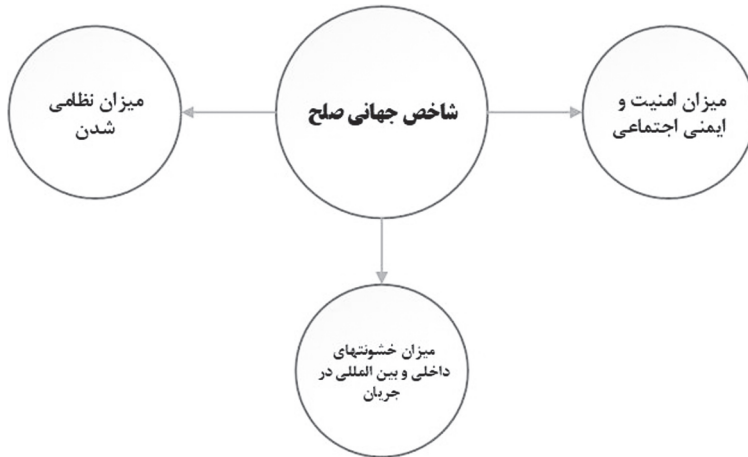 شاخص جهانی صلح
میزان امنیت و
ایمنی اجتماعی
میزان نظامی
شدن
میزان خشونتهای
داخلی و بین المللی در
جریان